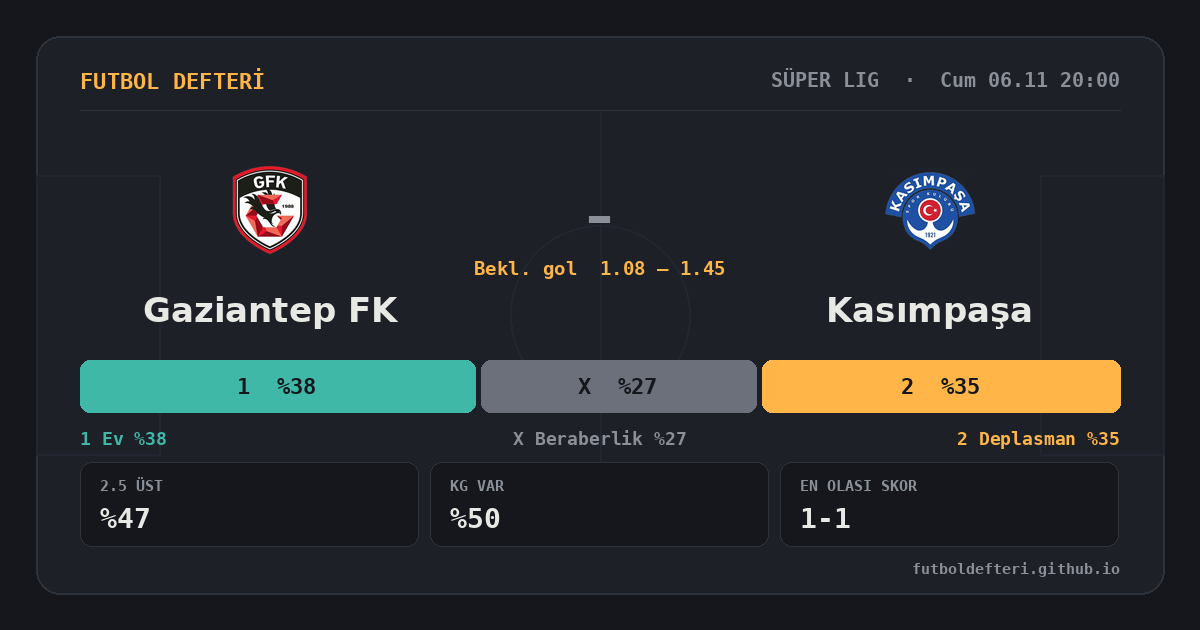 FUTBOL DEFTERİ
SÜPER LIG · Cum 06.11 20:00
GFK
1988
KASIMPAŞA
SPOR KULÜBÜ
1921
–
Bekl. gol 1.08 – 1.45
Gaziantep FK
Kasımpaşa
1 %38
X %27
2 %35
1 Ev %38
X Beraberlik %27
2 Deplasman %35
2.5 ÜST
KG VAR
EN OLASI SKOR
%47
%50
1-1
futboldefteri.github.io